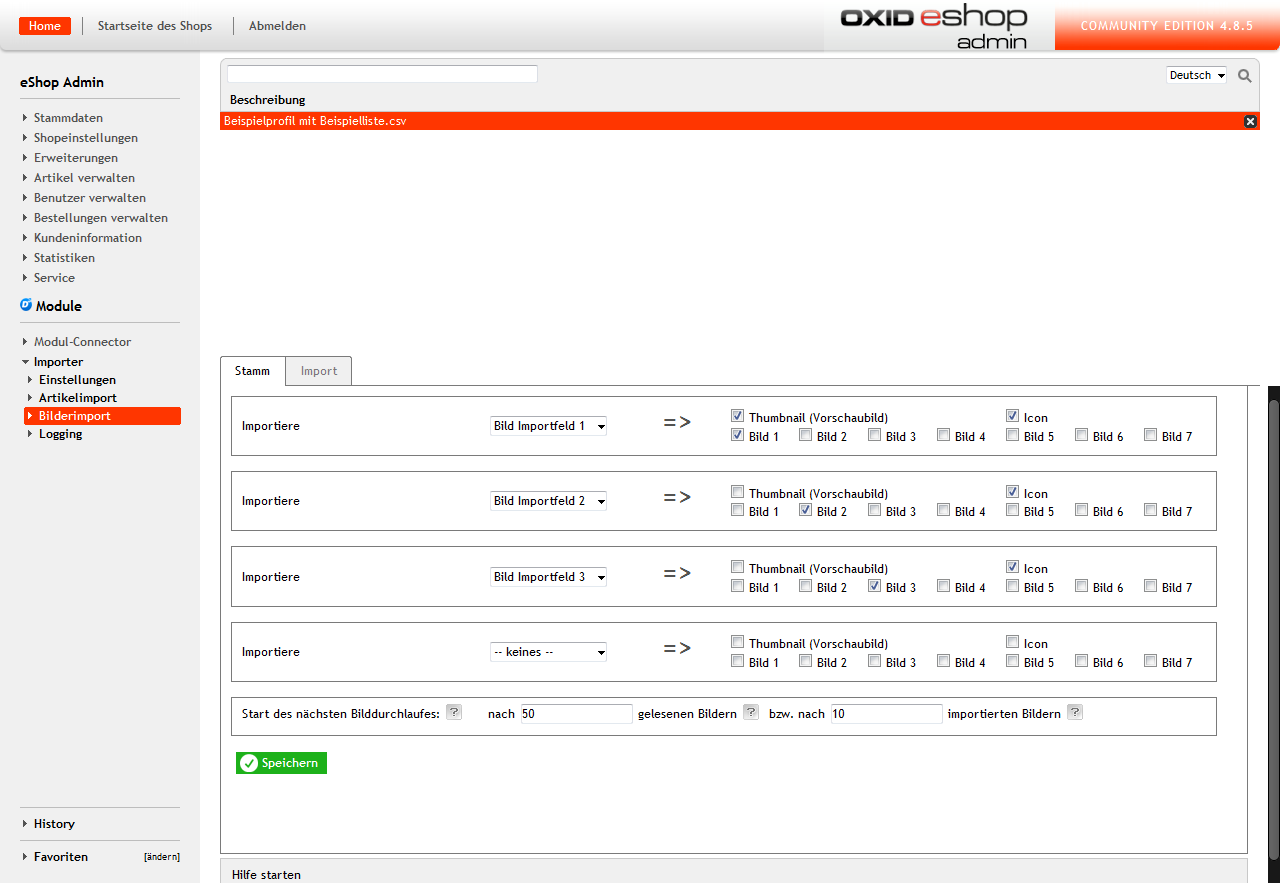 Home Startseite des Shops Abmelden
OXID eshop
admin
COMMUNITY EDITION 4.8.5
eShop Admin
Stammdaten
Shopeinstellungen
Erweiterungen
Artikel verwalten
Benutzer verwalten
Bestellungen verwalten
Kundeninformation
Statistiken
Service
Module
Modul-Connector
Importer
Einstellungen
Artikelimport
Bilderimport
Logging
History
Favoriten [ändern]
Deutsch
Beschreibung
Beispielprofil mit Beispielliste.csv
Stamm Import
Importiere Bild Importfeld 1 => Thumbnail (Vorschaubild) Icon
Bild 1 Bild 2 Bild 3 Bild 4 Bild 5 Bild 6 Bild 7
Importiere Bild Importfeld 2 => Thumbnail (Vorschaubild) Icon
Bild 1 Bild 2 Bild 3 Bild 4 Bild 5 Bild 6 Bild 7
Importiere Bild Importfeld 3 => Thumbnail (Vorschaubild) Icon
Bild 1 Bild 2 Bild 3 Bild 4 Bild 5 Bild 6 Bild 7
Importiere -- keines -- => Thumbnail (Vorschaubild) Icon
Bild 1 Bild 2 Bild 3 Bild 4 Bild 5 Bild 6 Bild 7
Start des nächsten Bilddurchlaufes: ? nach 50 gelesenen Bildern ? bzw. nach 10 importierten Bildern ?
Speichern
Hilfe starten